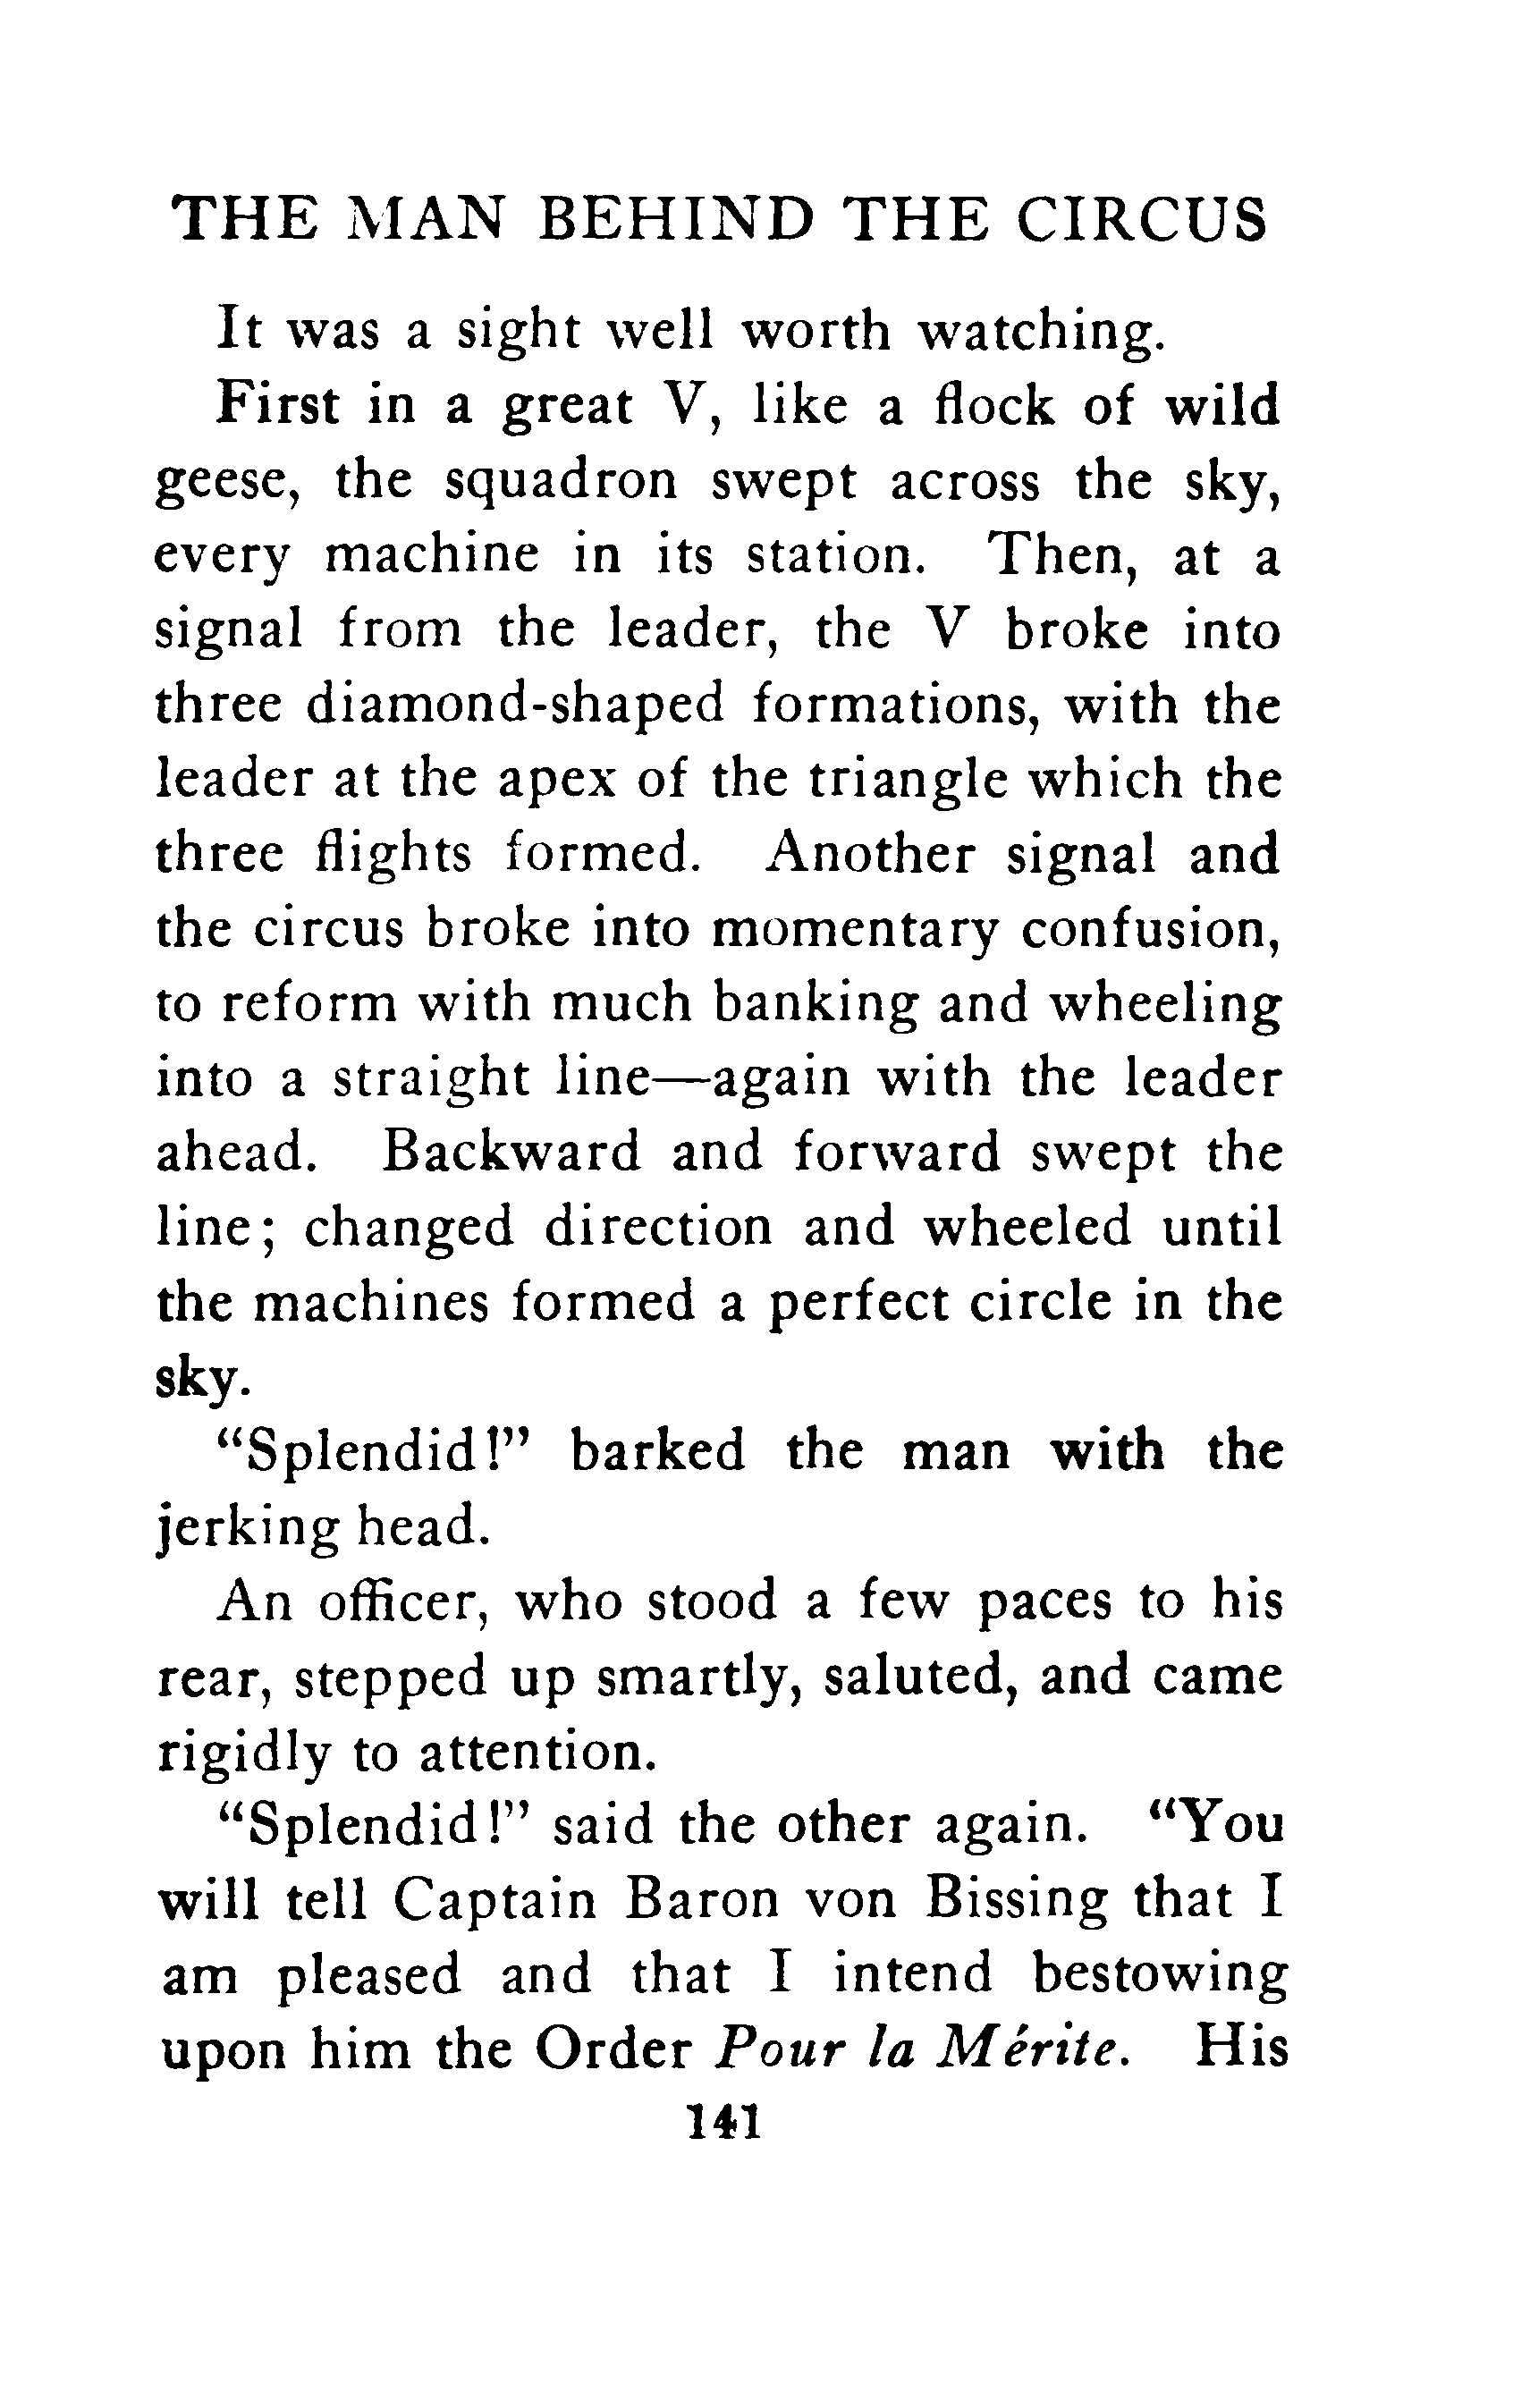 THE MAN BEHIND THE CIRCUS
It was a sight well worth watching.
First in a great V, like a flock of wild
geese, the squadron swept across the sky,
every machine in its station. Then, at a
signal from the leader, the V broke into
three diamond-shaped formations, with the
leader at the apex of the triangle which the
three flights formed. Another signal and
the circus broke into momentary confusion,
to reform with much banking and wheeling
into a straight line—again with the leader
ahead. Backward and forward swept the
line; changed direction and wheeled until
the machines formed a perfect circle in the
sky.
“Splendid!” barked the man with the
jerking head.
An officer, who stood a few paces to his
rear, stepped up smartly, saluted, and came
rigidly to attention.
“Splendid!” said the other again. “You
will tell Captain Baron von Bissing that I
am pleased and that I intend bestowing
upon him the Order Pour la Mérite. His
141